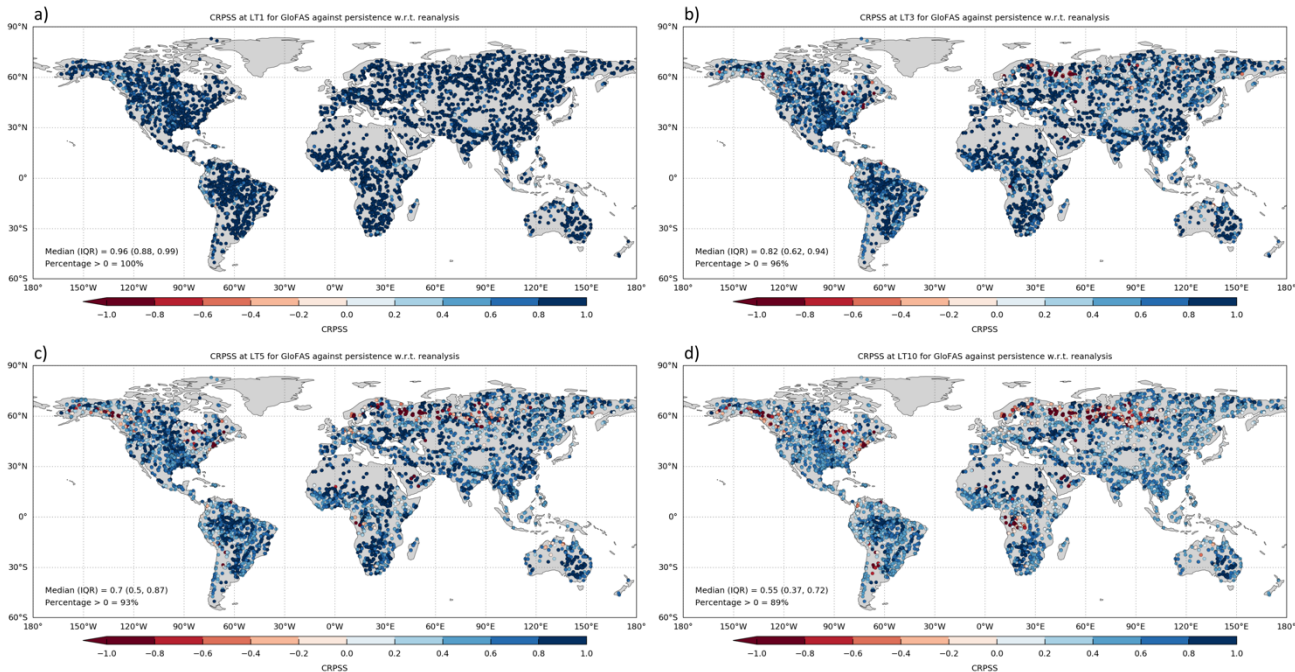 a)
CRPSS at LT1 for GloFAS against persistence w.r.t. reanalysis
90°N
60°N
30°N
0°
30°S
60°S
Median (IQR) = 0.96 (0.88, 0.99)
Percentage > 0 = 100%
180° 150°W 120°W 90°W 60°W 30°W 0°W 30°E 60°E 90°E 120°E 150°E 180°
−1.0 −0.8 −0.6 −0.4 −0.2 0.0 0.2 0.4 0.6 0.8 1.0
CRPSS
b)
CRPSS at LT3 for GloFAS against persistence w.r.t. reanalysis
90°N
60°N
30°N
0°
30°S
60°S
Median (IQR) = 0.82 (0.62, 0.94)
Percentage > 0 = 96%
180° 150°W 120°W 90°W 60°W 30°W 0°W 30°E 60°E 90°E 120°E 150°E 180°
−1.0 −0.8 −0.6 −0.4 −0.2 0.0 0.2 0.4 0.6 0.8 1.0
CRPSS
c)
CRPSS at LT5 for GloFAS against persistence w.r.t. reanalysis
90°N
60°N
30°N
0°
30°S
60°S
Median (IQR) = 0.7 (0.5, 0.87)
Percentage > 0 = 93%
180° 150°W 120°W 90°W 60°W 30°W 0°W 30°E 60°E 90°E 120°E 150°E 180°
−1.0 −0.8 −0.6 −0.4 −0.2 0.0 0.2 0.4 0.6 0.8 1.0
CRPSS
d)
CRPSS at LT10 for GloFAS against persistence w.r.t. reanalysis
90°N
60°N
30°N
0°
30°S
60°S
Median (IQR) = 0.55 (0.37, 0.72)
Percentage > 0 = 89%
180° 150°W 120°W 90°W 60°W 30°W 0°W 30°E 60°E 90°E 120°E 150°E 180°
−1.0 −0.8 −0.6 −0.4 −0.2 0.0 0.2 0.4 0.6 0.8 1.0
CRPSS